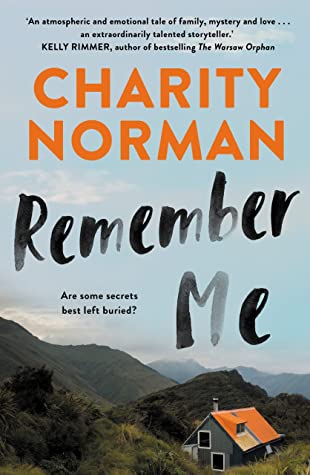 ‘An atmospheric and emotional tale of family, mystery and love . . .
an extraordinarily talented storyteller.’
KELLY RIMMER, author of bestselling The Warsaw Orphan
CHARITY
NORMAN
Remember
Me
Are some secrets
best left buried?